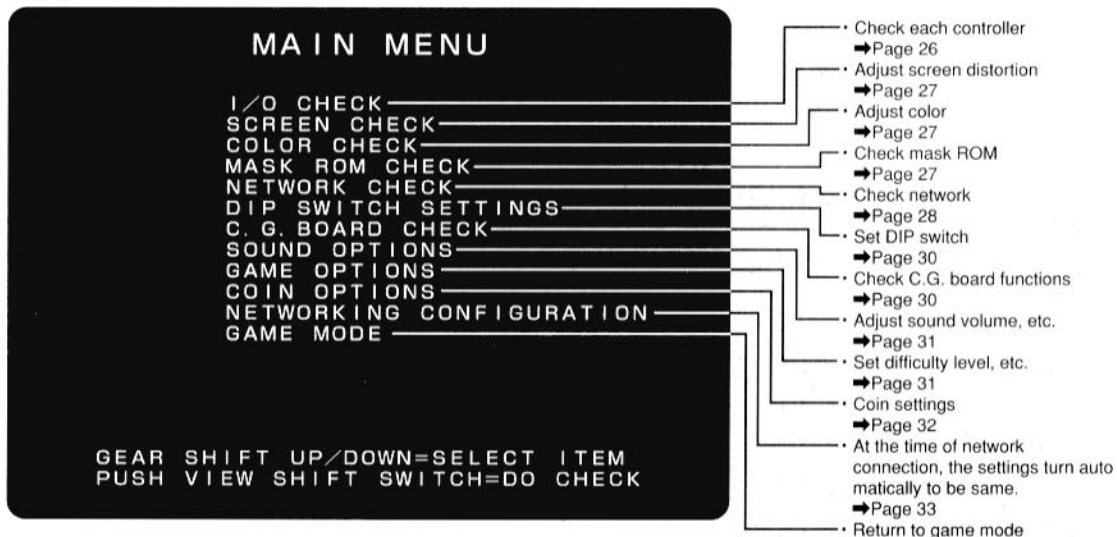 MAIN MENU
I/O CHECK
SCREEN CHECK
COLOR CHECK
MASK ROM CHECK
NETWORK CHECK
DIP SWITCH SETTINGS
C. G. BOARD CHECK
SOUND OPTIONS
GAME OPTIONS
COIN OPTIONS
NETWORKING CONFIGURATION
GAME MODE
GEAR SHIFT UP/DOWN=SELECT ITEM
PUSH VIEW SHIFT SWITCH=DO CHECK
· Check each controller
➡Page 26
· Adjust screen distortion
➡Page 27
· Adjust color
➡Page 27
· Check mask ROM
➡Page 27
· Check network
➡Page 28
· Set DIP switch
➡Page 30
· Check C.G. board functions
➡Page 30
· Adjust sound volume, etc.
➡Page 31
· Set difficulty level, etc.
➡Page 31
· Coin settings
➡Page 32
· At the time of network
connection, the settings turn auto
matically to be same.
➡Page 33
· Return to game mode